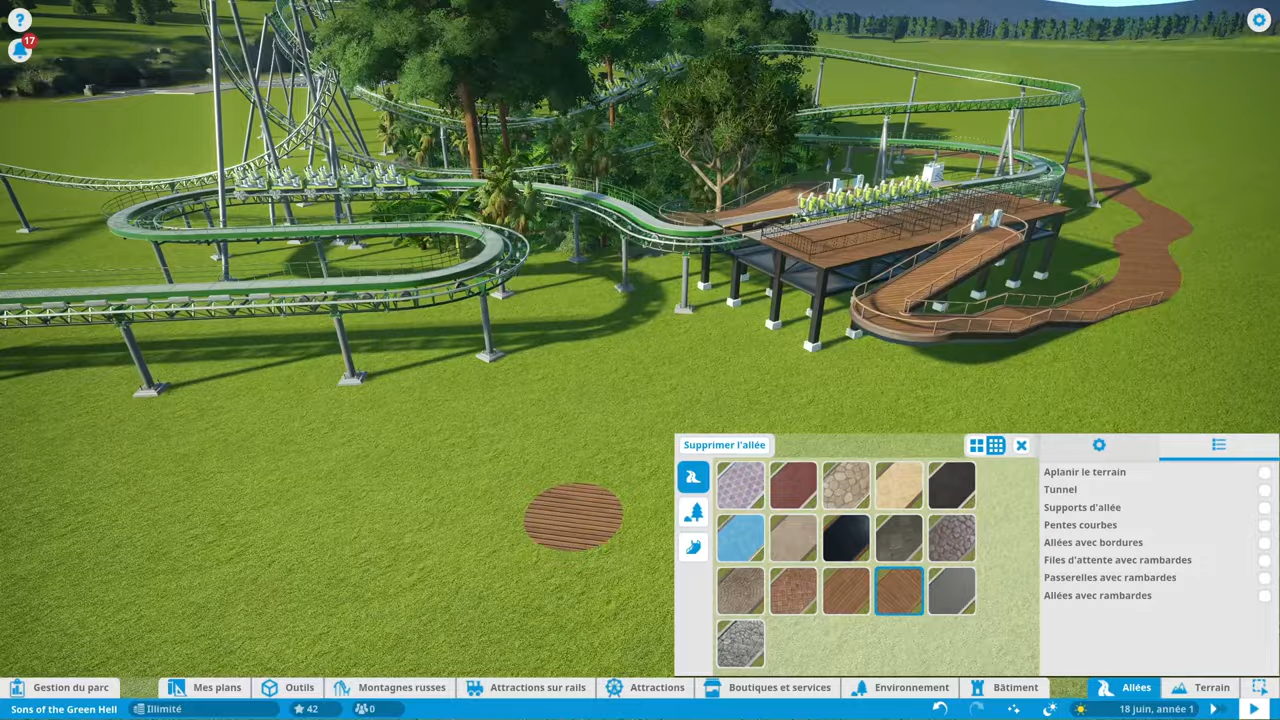 ?
17
Supprimer l'allée
Aplanir le terrain
Tunnel
Supports d'allée
Pentes courbes
Allées avec bordures
Files d'attente avec rambardes
Passerelles avec rambardes
Allées avec rambardes
Gestion du parc
Mes plans
Outils
Montagnes russes
Attractions sur rails
Attractions
Boutiques et services
Environnement
Bâtiment
Allées
Terrain
Sons of the Green Hell
Illimité
42
0
18 juin, année 1